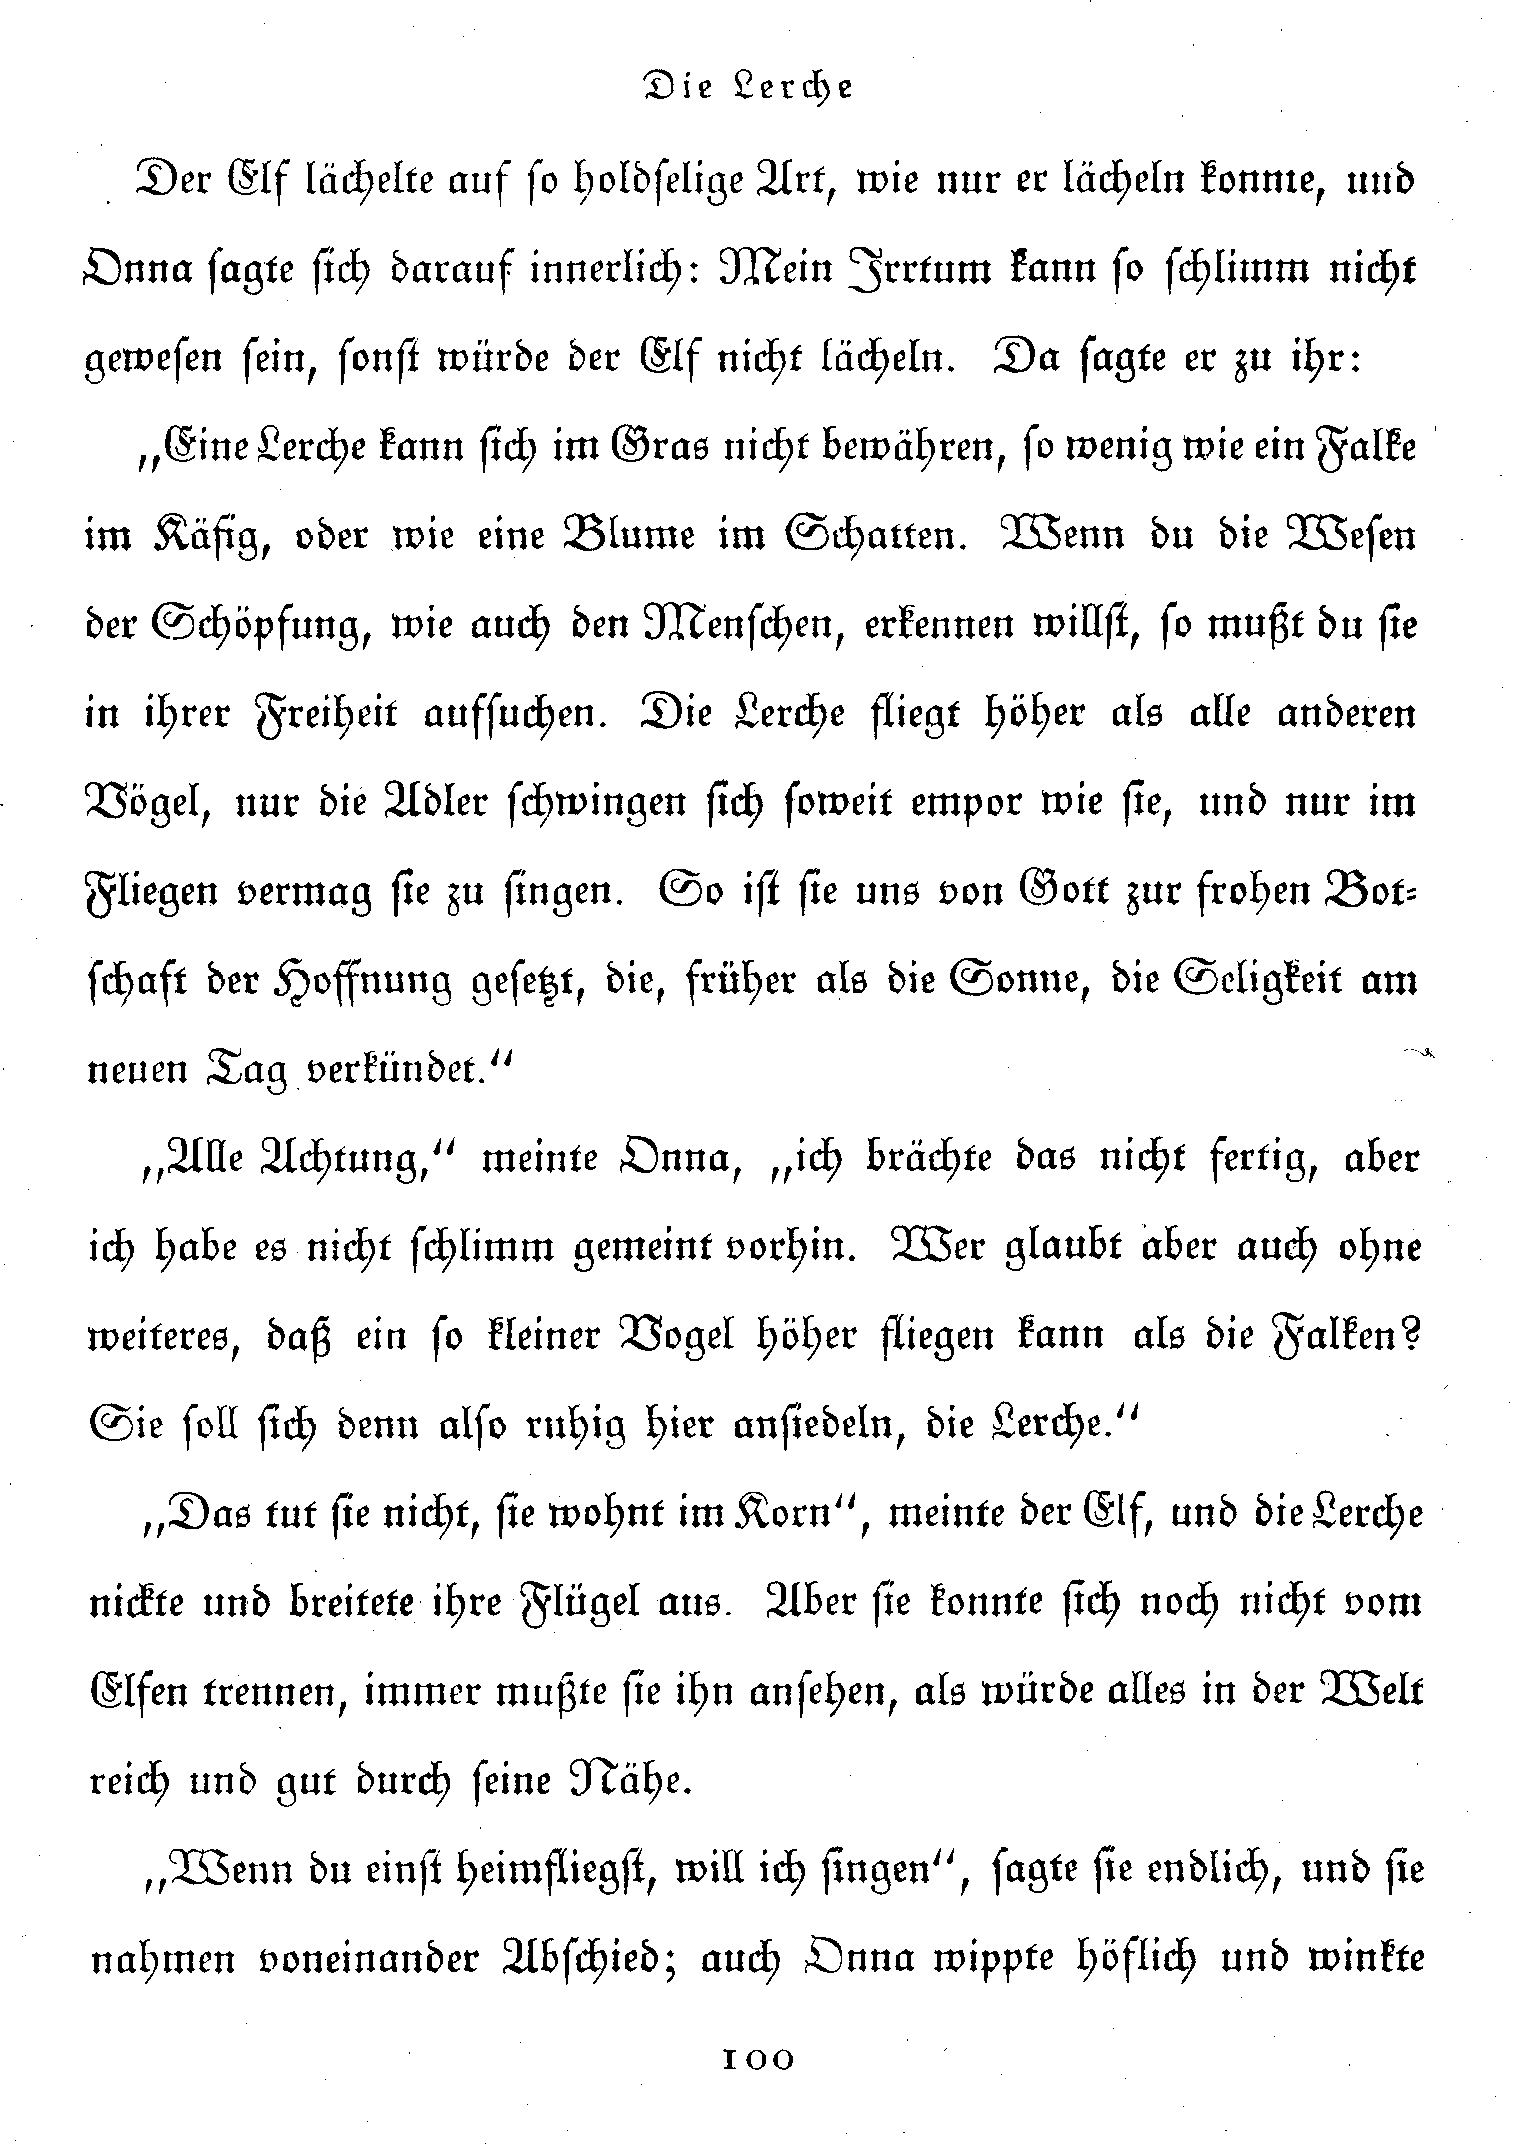 Die Lerche
Der Elf lächelte auf so holdselige Art, wie nur er lächeln konnte, und
Onna sagte sich darauf innerlich: Mein Irrtum kann so schlimm nicht
gewesen sein, sonst würde der Elf nicht lächeln. Da sagte er zu ihr:
„Eine Lerche kann sich im Gras nicht bewähren, so wenig wie ein Falke
im Käfig, oder wie eine Blume im Schatten. Wenn du die Wesen
der Schöpfung, wie auch den Menschen, erkennen willst, so mußt du sie
in ihrer Freiheit aufsuchen. Die Lerche fliegt höher als alle anderen
Vögel, nur die Adler schwingen sich soweit empor wie sie, und nur im
Fliegen vermag sie zu singen. So ist sie uns von Gott zur frohen Bot-
schaft der Hoffnung gesetzt, die, früher als die Sonne, die Seligkeit am
neuen Tag verkündet.“
„Alle Achtung,“ meinte Onna, „ich brächte das nicht fertig, aber
ich habe es nicht schlimm gemeint vorhin. Wer glaubt aber auch ohne
weiteres, daß ein so kleiner Vogel höher fliegen kann als die Falken?
Sie soll sich denn also ruhig hier ansiedeln, die Lerche.“
„Das tut sie nicht, sie wohnt im Korn“, meinte der Elf, und die Lerche
nickte und breitete ihre Flügel aus. Aber sie konnte sich noch nicht vom
Elfen trennen, immer mußte sie ihn ansehen, als würde alles in der Welt
reich und gut durch seine Nähe.
„Wenn du einst heimfliegst, will ich singen“, sagte sie endlich, und sie
nahmen voneinander Abschied; auch Onna wippte höflich und winkte
100